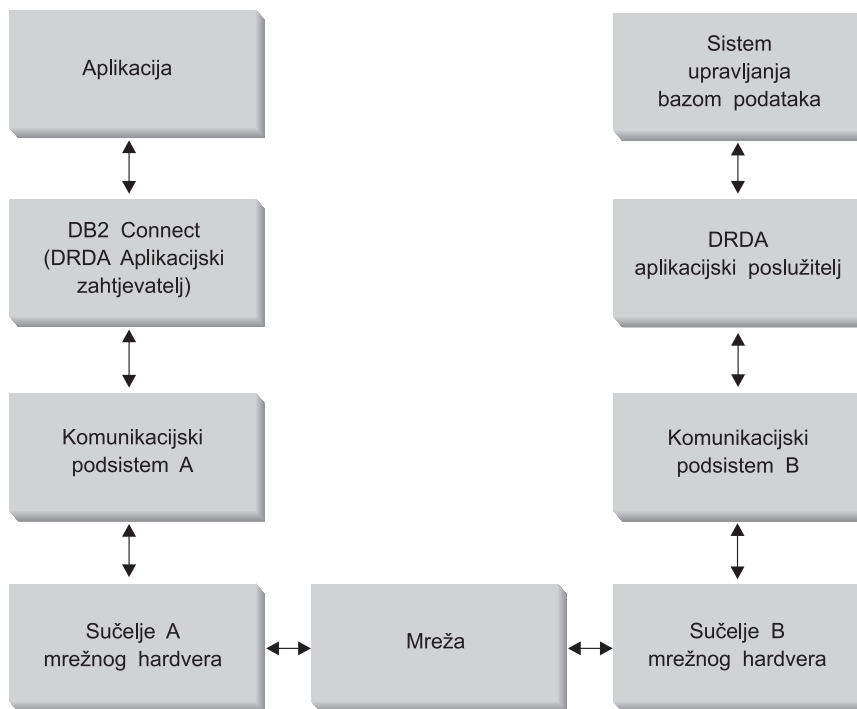 Aplikacija
DB2 Connect
(DRDA Aplikacijski
zahtjevatelj)
Komunikacijski
podsistem A
Sučelje A
mrežnog hardvera
Mreža
Sistem
upravljanja
bazom podataka
DRDA
aplikacijski poslužitelj
Komunikacijski
podsistem B
Sučelje B
mrežnog hardvera